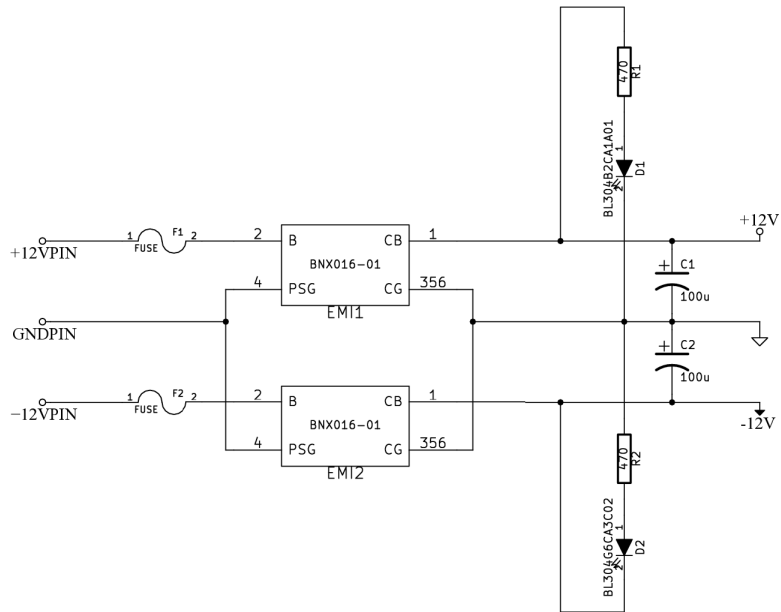 470
R1
BL304B2CA1A01
1
2
D1
+12V
+12VPIN
1
FUSE
F1
2
2
B
CB
1
BNX016-01
4
PSG
CG
356
EMI1
+
C1
100u
GNDPIN
+
C2
100u
−12VPIN
1
FUSE
F2
2
2
B
CB
1
BNX016-01
4
PSG
CG
356
EMI2
-12V
470
R2
BL304G6CA3C02
1
2
D2